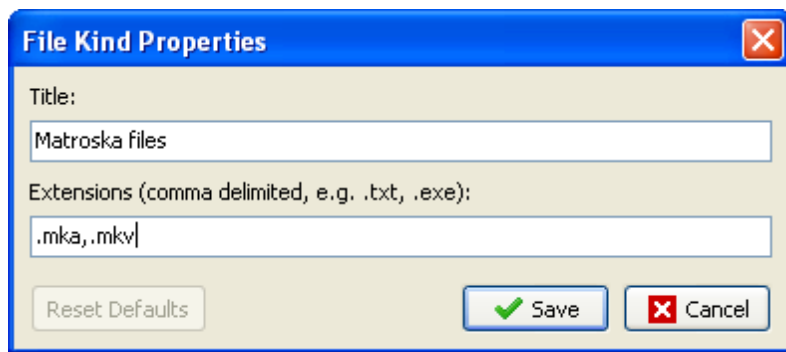 File Kind Properties
Title:
Matroska files
Extensions (comma delimited, e.g. .txt, .exe):
.mka,.mkv
Reset Defaults Save Cancel